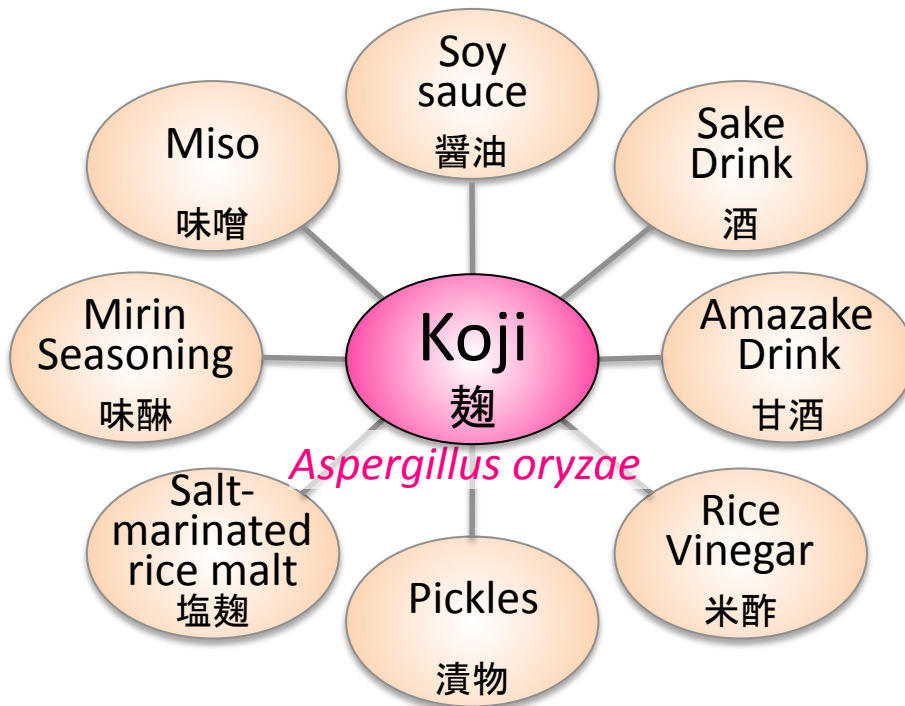 Soy
sauce
醤油
Sake
Drink
酒
Amazake
Drink
甘酒
Rice
Vinegar
米酢
Pickles
漬物
Salt-
marinated
rice malt
塩麹
Mirin
Seasoning
味醂
Miso
味噌
Koji
麹
Aspergillus oryzae